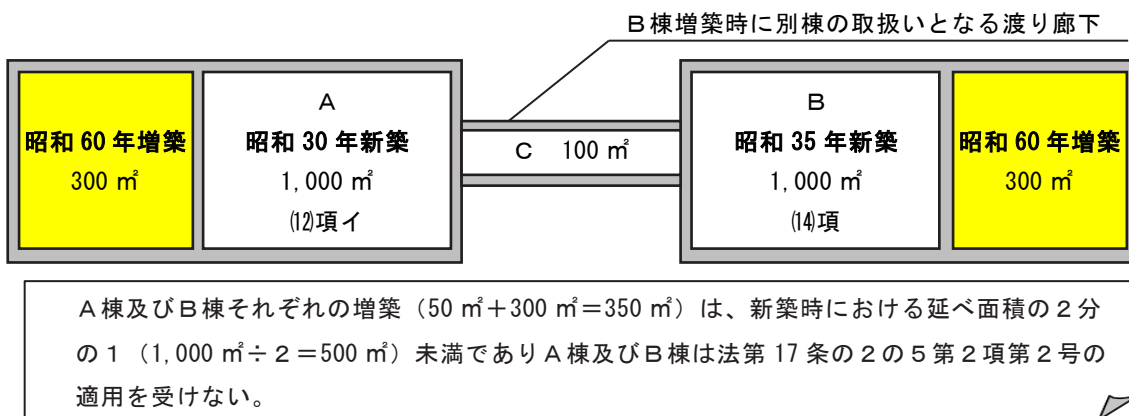 B棟増築時に別棟の取扱いとなる渡り廊下
A
B
昭和 60 年増築
昭和 30 年新築
C 100 ㎡
昭和 35 年新築
昭和 60 年増築
300 ㎡
1,000 ㎡
1,000 ㎡
300 ㎡
⑿項イ
⒁項
A棟及びB棟それぞれの増築（50 ㎡＋300 ㎡＝350 ㎡）は、新築時における延べ面積の２分
の１（1,000 ㎡÷２＝500 ㎡）未満でありA棟及びB棟は法第 17 条の２の５第２項第２号の
適用を受けない。